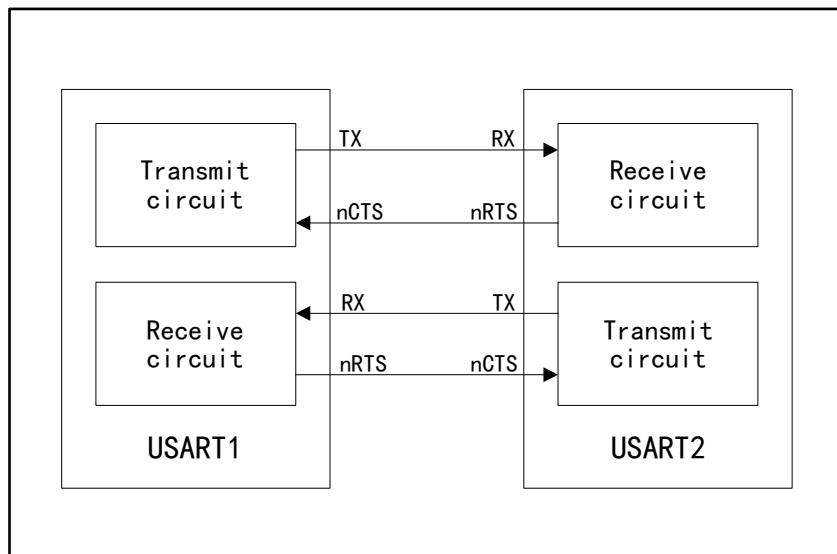 TX RX
Transmit circuit
Receive circuit
nCTS nRTS
RX TX
Receive circuit
Transmit circuit
nRTS nCTS
USART1 USART2